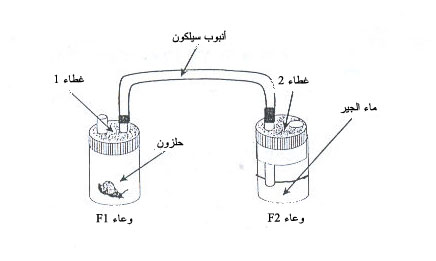 أنبوب سيلكون
غطاء 1
غطاء 2
ماء الجير
حلزون
وعاء F1
وعاء F2